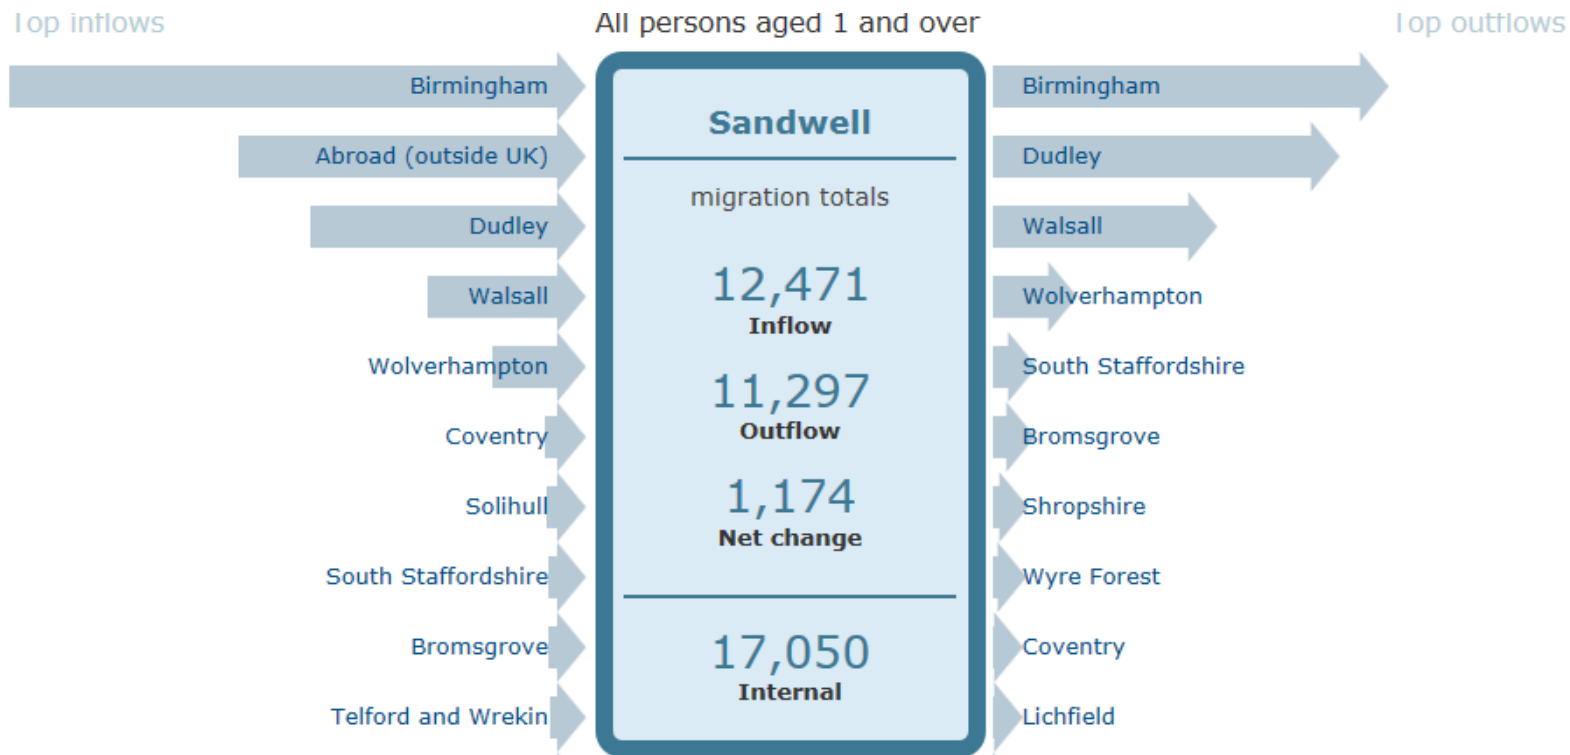 Top inflows
All persons aged 1 and over
Top outflows
Birmingham
Abroad (outside UK)
Dudley
Walsall
Wolverhampton
Coventry
Solihull
South Staffordshire
Bromsgrove
Telford and Wrekin
Sandwell
migration totals
12,471
Inflow
11,297
Outflow
1,174
Net change
17,050
Internal
Birmingham
Dudley
Walsall
Wolverhampton
South Staffordshire
Bromsgrove
Shropshire
Wyre Forest
Coventry
Lichfield